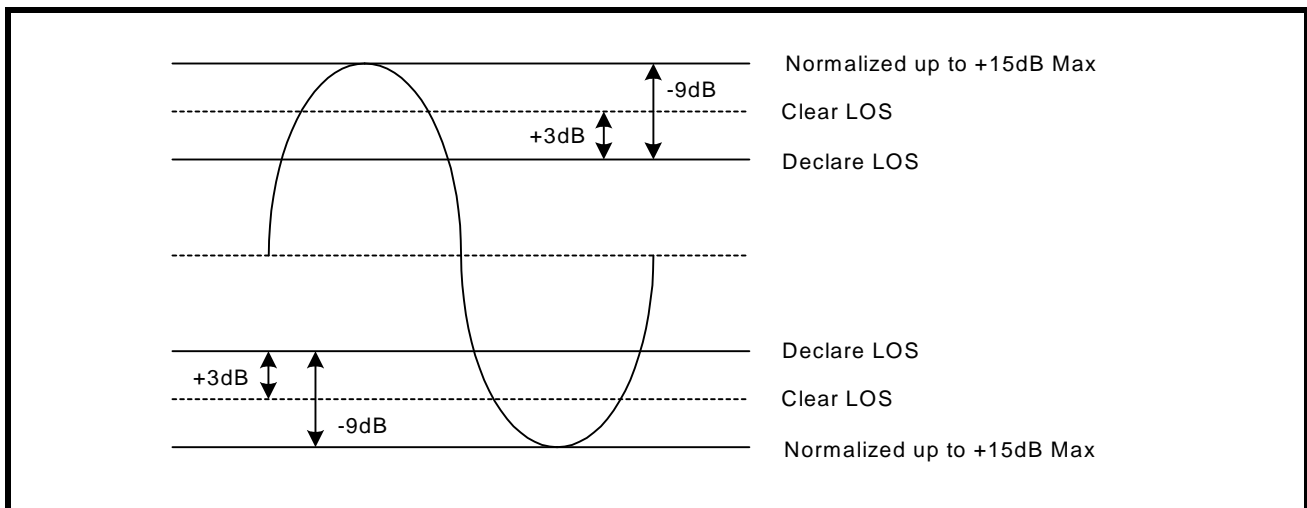 Normalized up to +15dB Max
-9dB
Clear LOS
+3dB
Declare LOS
Declare LOS
+3dB
Clear LOS
-9dB
Normalized up to +15dB Max